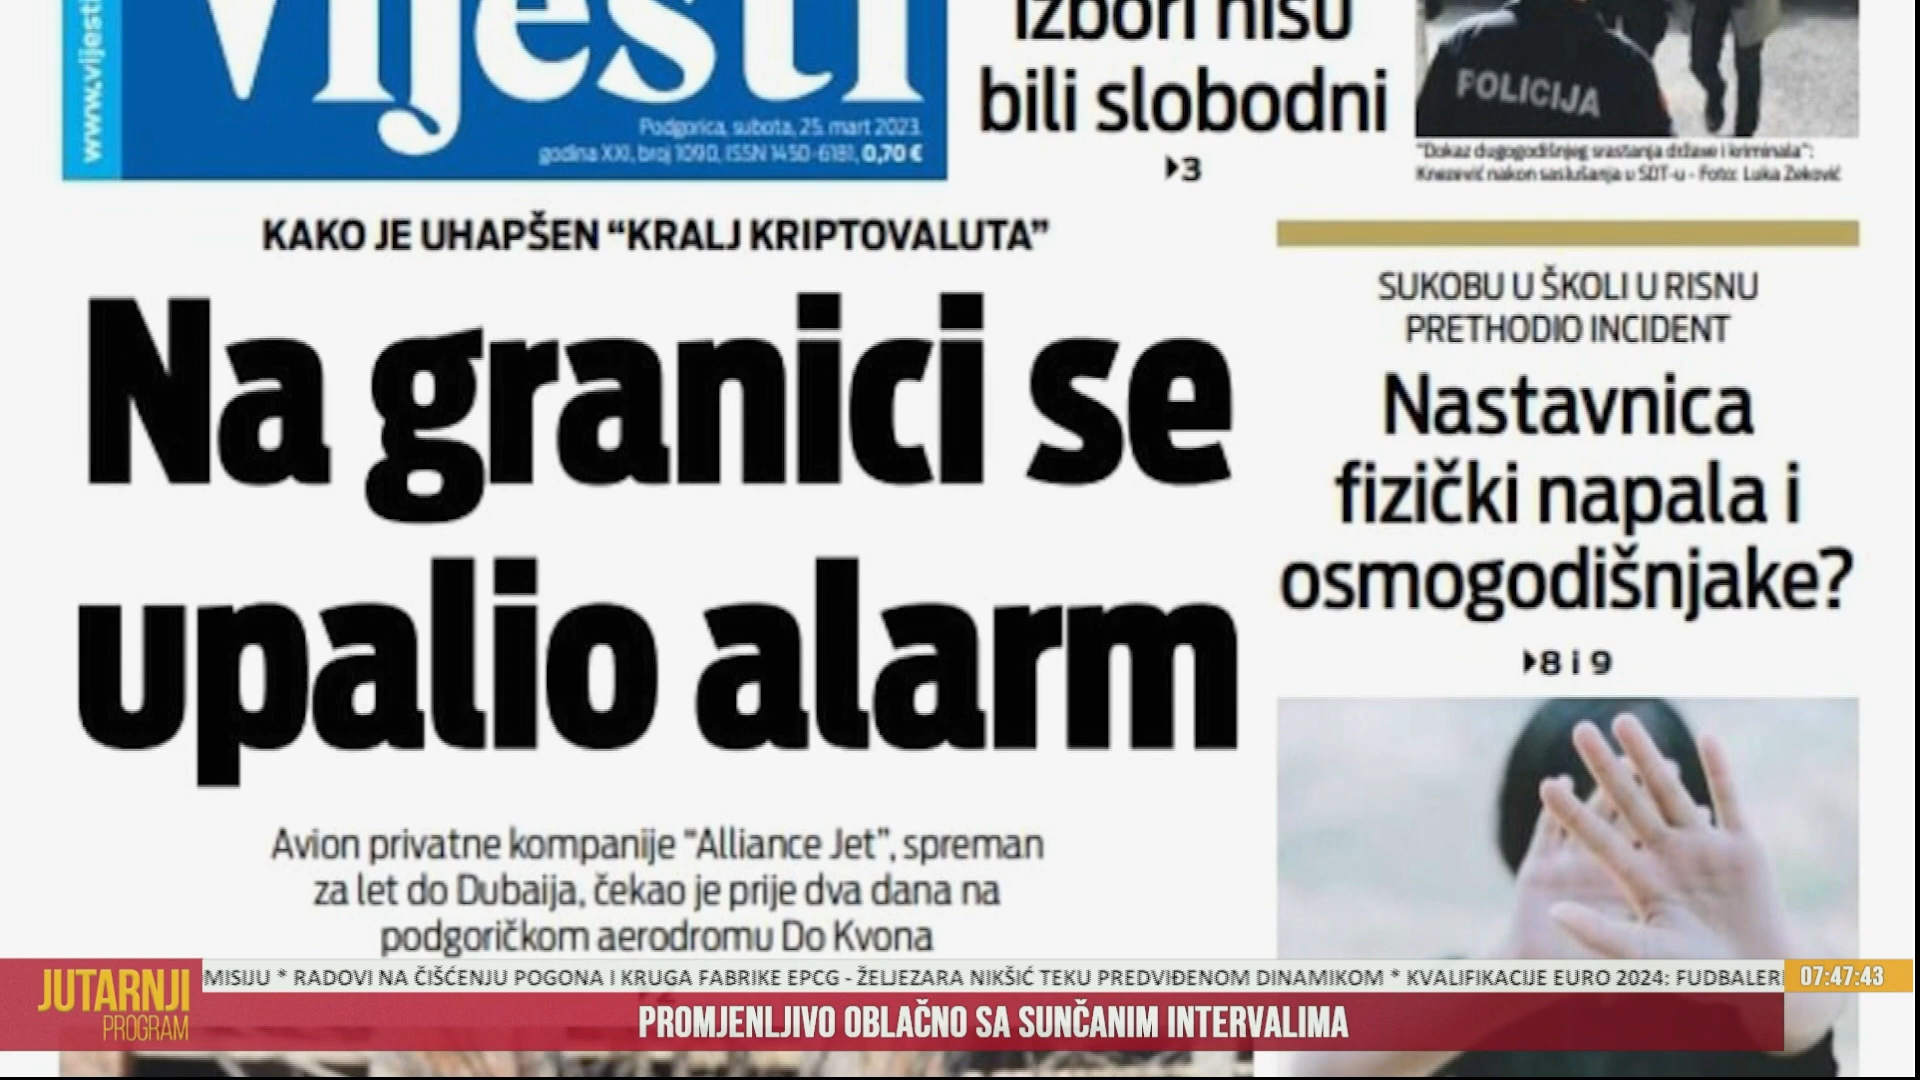 www.vijesti
Vijesti
Podgorica, subota, 25. mart 2023.
godina XXI, broj 1090, ISSN 1450-6181, 0,70 €
izbori nisu
bili slobodni
3
POLICIJA
"Dokaz dugogodišnjeg srastanja države i kriminala":
Knežević nakon saslušanja u SDT-u - Foto: Luka Zeković
KAKO JE UHAPŠEN “KRALJ KRIPTOVALUTA”
Na granici se
upalio alarm
Avion privatne kompanije “Alliance Jet”, spreman
za let do Dubaija, čekao je prije dva dana na
podgoričkom aerodromu Do Kvona
SUKOBU U ŠKOLI U RISNU
PRETHODIO INCIDENT
Nastavnica
fizički napala i
osmogodišnjake?
8 i 9
JUTARNJI
PROGRAM
MISIJU * RADOVI NA ČIŠĆENJU POGONA I KRUGA FABRIKE EPCG - ŽELJEZARA NIKŠIĆ TEKU PREDVIĐENOM DINAMIKOM * KVALIFIKACIJE EURO 2024: FUDBALERI
07:47:43
PROMJENLJIVO OBLAČNO SA SUNČANIM INTERVALIMA